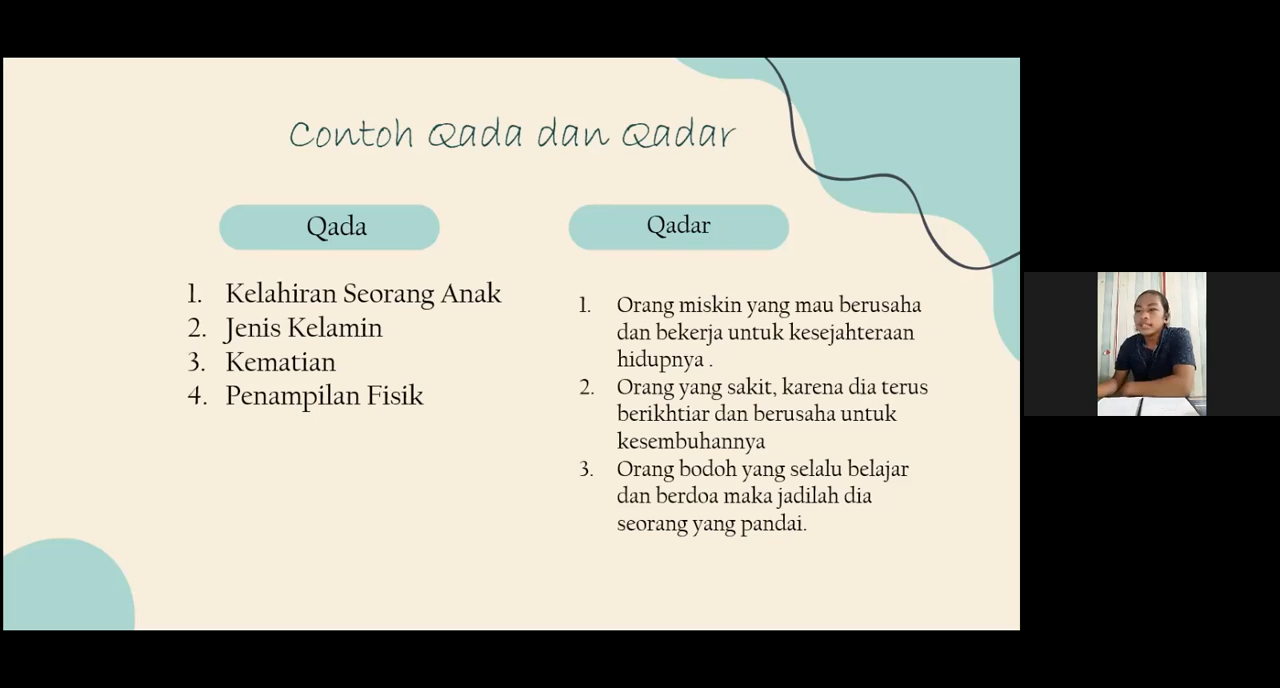 Contoh Qada dan Qadar
Qada
1. Kelahiran Seorang Anak
2. Jenis Kelamin
3. Kematian
4. Penampilan Fisik
Qadar
1. Orang miskin yang mau berusaha
dan bekerja untuk kesejahteraan
hidupnya .
2. Orang yang sakit, karena dia terus
berikhtiar dan berusaha untuk
kesembuhannya
3. Orang bodoh yang selalu belajar
dan berdoa maka jadilah dia
seorang yang pandai.